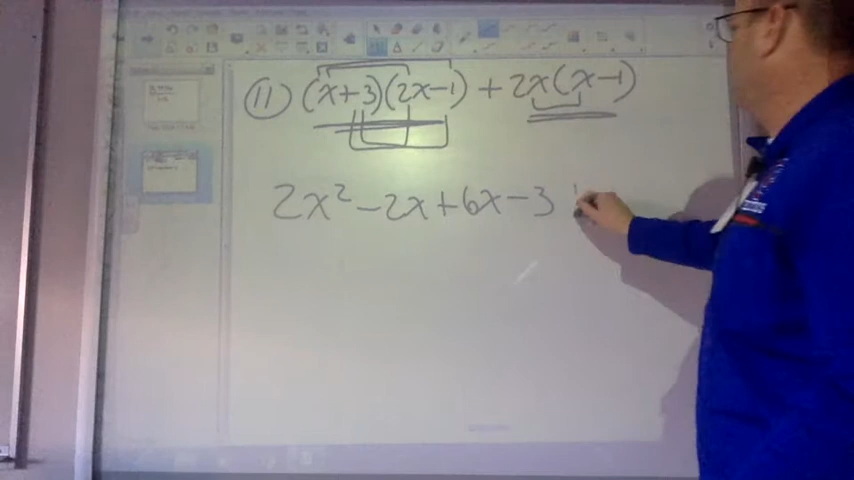 11 (x+3)(2x-1) + 2x(x-1)
2x² - 2x + 6x - 3